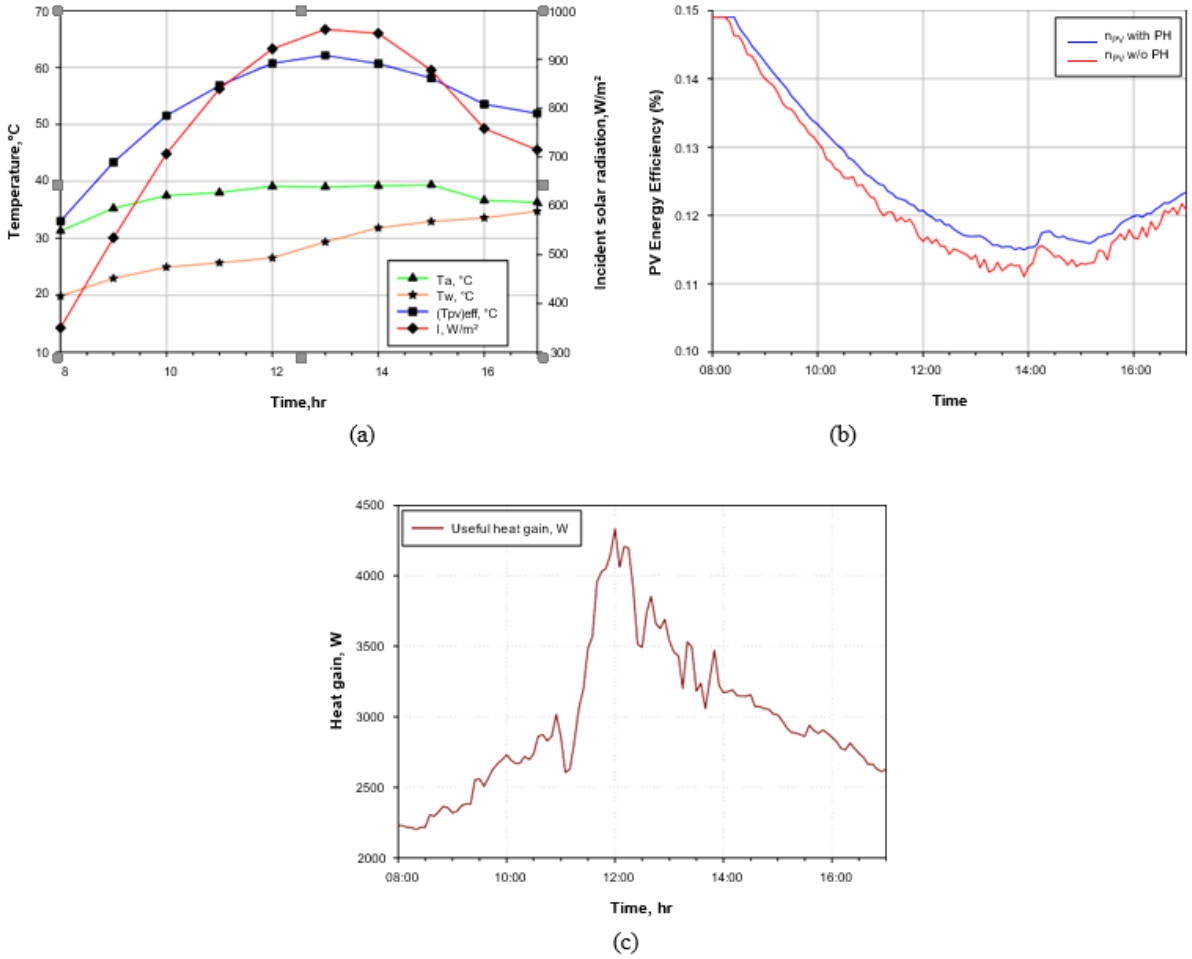 70
60
50
40
30
20
10
Temperature,°C
1000
900
800
700
600
500
400
300
Incident solar radiation,W/m²
Ta, °C
Tw, °C
(Tpv)eff, °C
I, W/m²
8
10
12
14
16
Time,hr
(a)
0.15
0.14
0.13
0.12
0.11
0.10
PV Energy Efficiency (%)
nPV with PH
nPV w/o PH
08:00
10:00
12:00
14:00
16:00
Time
(b)
4500
4000
3500
3000
2500
2000
Heat gain, W
Useful heat gain, W
08:00
10:00
12:00
14:00
16:00
Time, hr
(c)